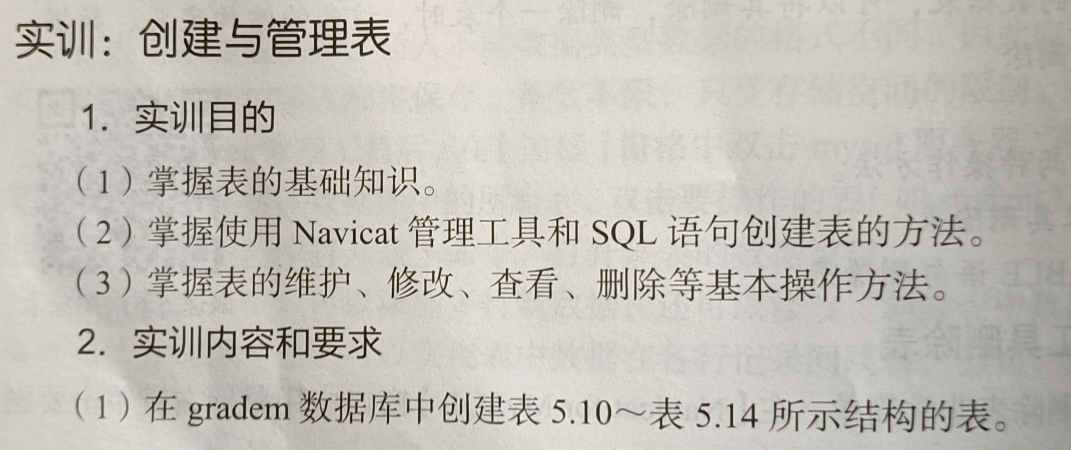 实训：创建与管理表
1．实训目的
（1）掌握表的基础知识。
（2）掌握使用 Navicat 管理工具和 SQL 语句创建表的方法。
（3）掌握表的维护、修改、查看、删除等基本操作方法。
2．实训内容和要求
（1）在 gradem 数据库中创建表 5.10～表 5.14 所示结构的表。